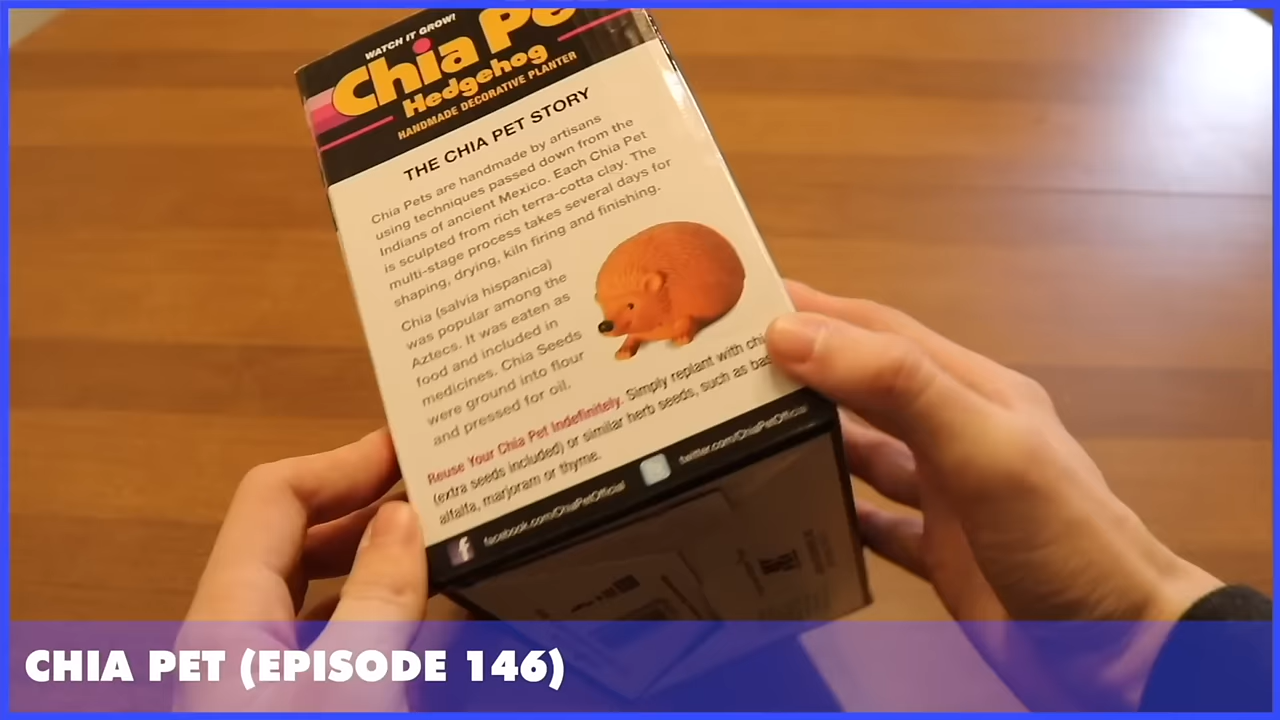 WATCH IT GROW!
Chia Pe
Hedgehog
HANDMADE DECORATIVE PLANTER
THE CHIA PET STORY
Chia Pets are handmade by artisans
using techniques passed down from the
Indians of ancient Mexico. Each Chia Pet
is sculpted from rich terra-cotta clay. The
multi-stage process takes several days for
shaping, drying, kiln firing and finishing.
Chia (salvia hispanica)
was popular among the
Aztecs. It was eaten as
food and included in
medicines. Chia Seeds
were ground into flour
and pressed for oil.
Reuse Your Chia Pet Indefinitely. Simply replant with chi
(extra seeds included) or similar herb seeds, such as bas
alfalfa, marjoram or thyme.
f facebook.com/ChiaPetOfficial twitter.com/ChiaPetOfficial
CHIA PET (EPISODE 146)